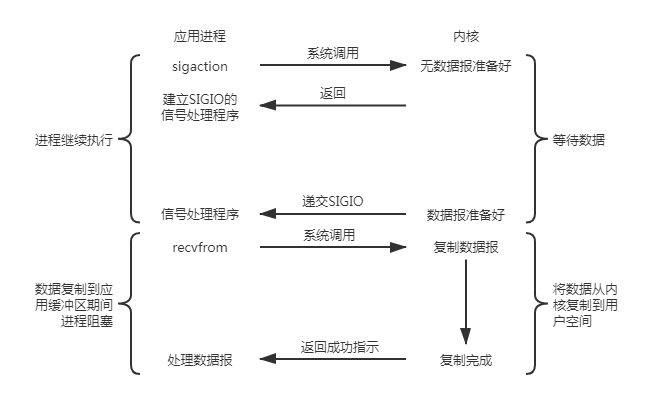 应用进程
内核
系统调用
sigaction
无数据报准备好
返回
建立SIGIO的
信号处理程序
进程继续执行
等待数据
递交SIGIO
信号处理程序
数据报准备好
系统调用
recvfrom
复制数据报
数据复制到应
用缓冲区期间
进程阻塞
将数据从内
核复制到用
户空间
返回成功指示
处理数据报
复制完成